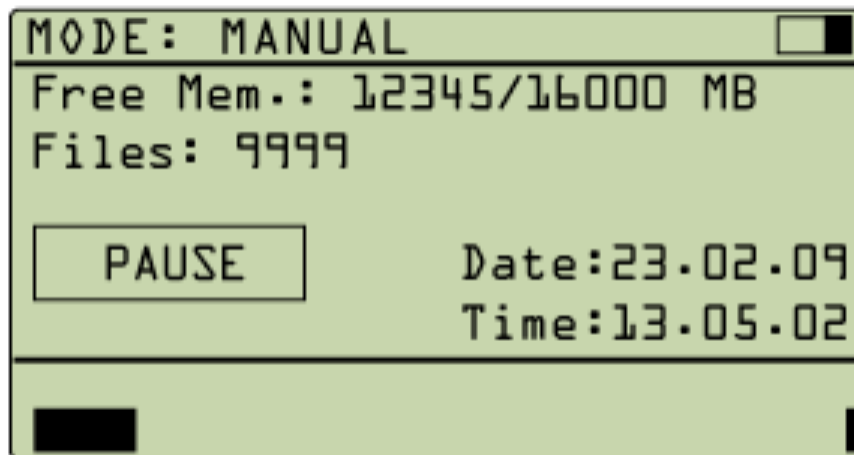 MODE: MANUAL
Free Mem.: 12345/16000 MB
Files: 9999
PAUSE
Date:23.02.09
Time:13.05.02